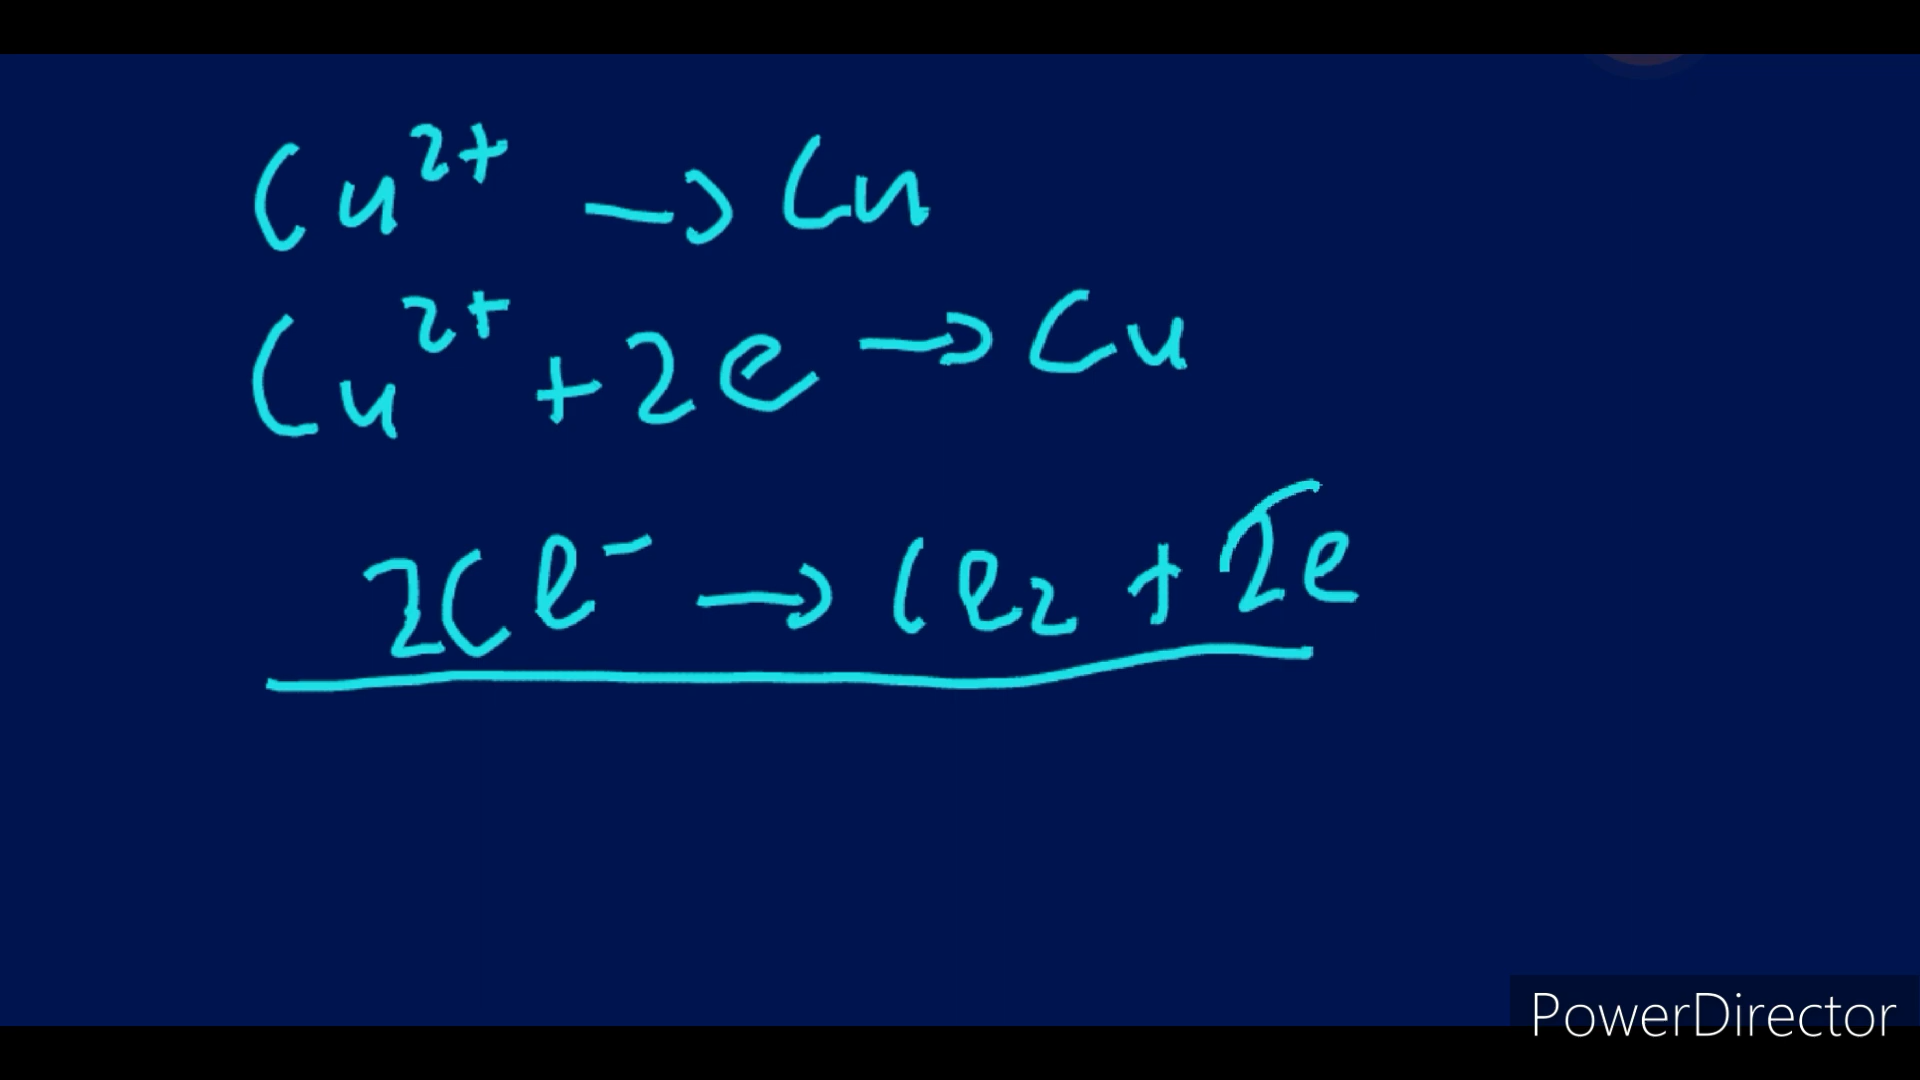 Cu²⁺ → Cu
Cu²⁺ + 2e → Cu
2Cl⁻ → Cl₂ + 2e
PowerDirector